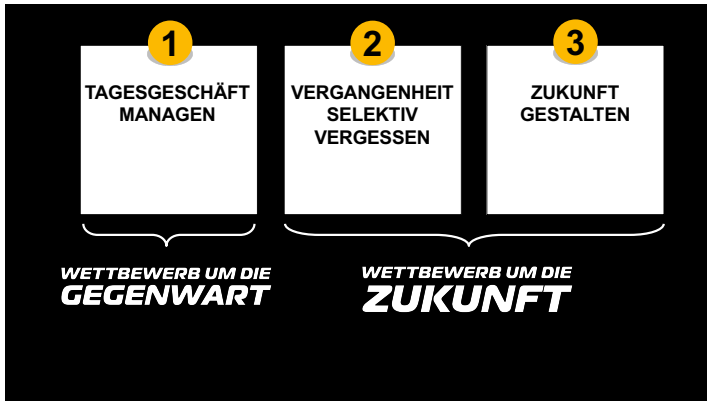 1
TAGESGESCHÄFT
MANAGEN
2
VERGANGENHEIT
SELEKTIV
VERGESSEN
3
ZUKUNFT
GESTALTEN
WETTBEWERB UM DIE
GEGENWART
WETTBEWERB UM DIE
ZUKUNFT